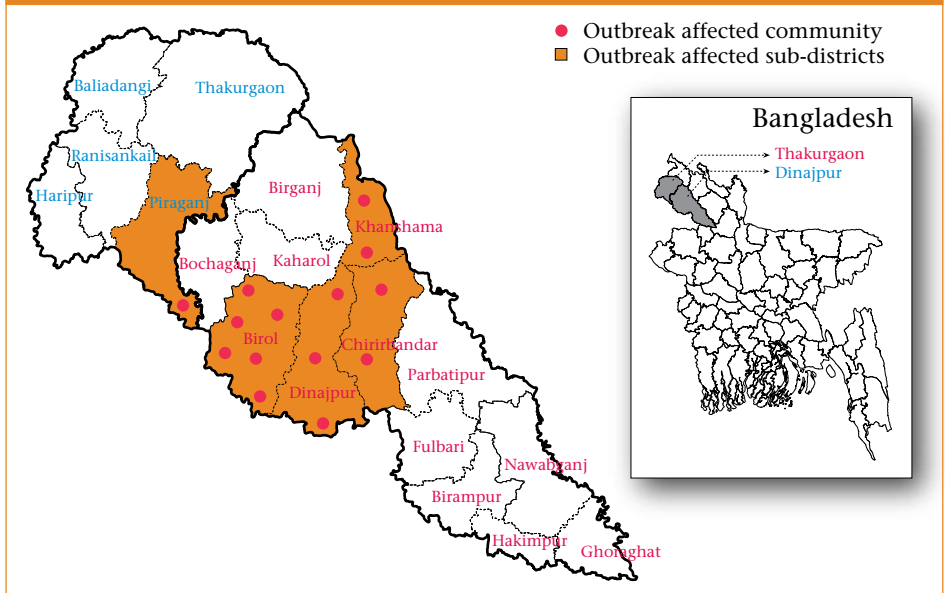 Outbreak affected community
Outbreak affected sub-districts
Baliadangi
Thakurgaon
Ranisankail
Haripur
Piraganj
Birganj
Khanshama
Bochaganj
Kaharol
Birol
Chirirbandar
Dinajpur
Parbatipur
Fulbari
Nawabganj
Birampur
Hakimpur
Ghoraghat
Bangladesh
Thakurgaon
Dinajpur